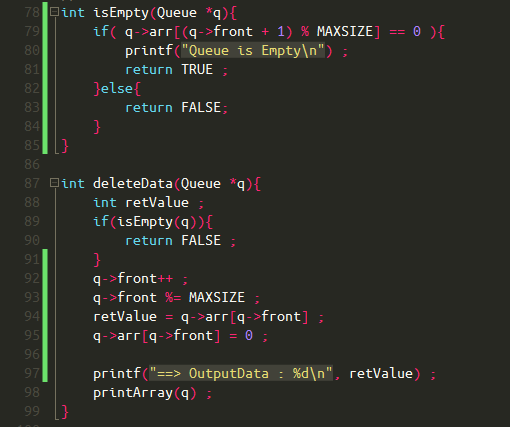 78 int isEmpty(Queue *q){
79     if( q->arr[(q->front + 1) % MAXSIZE] == 0 ){
80         printf("Queue is Empty\n") ;
81         return TRUE ;
82     }else{
83         return FALSE;
84     }
85 }
86
87 int deleteData(Queue *q){
88     int retValue ;
89     if(isEmpty(q)){
90         return FALSE ;
91     }
92     q->front++ ;
93     q->front %= MAXSIZE ;
94     retValue = q->arr[q->front] ;
95     q->arr[q->front] = 0 ;
96
97     printf("==> OutputData : %d\n", retValue) ;
98     printArray(q) ;
99 }